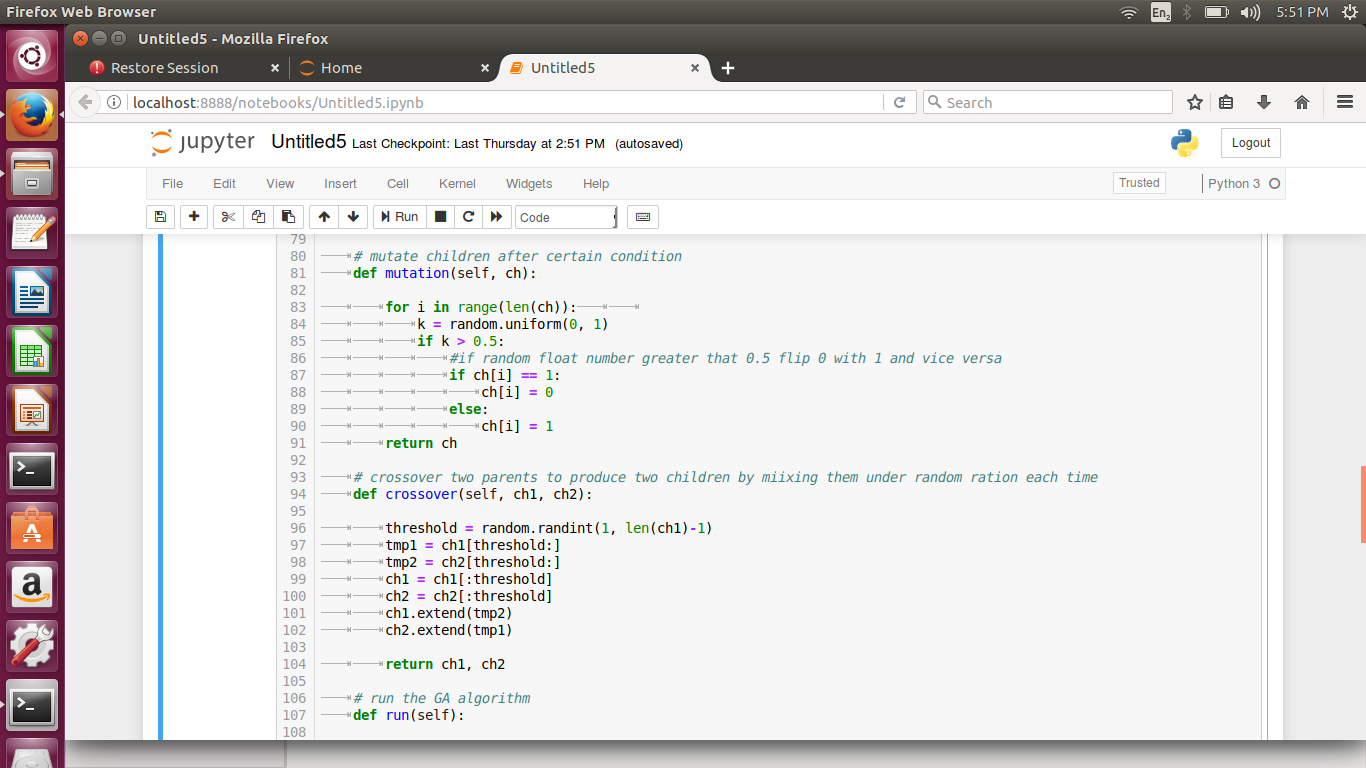 Firefox Web Browser
En2
5:51 PM
Untitled5 - Mozilla Firefox
Restore Session
Home
Untitled5
localhost:8888/notebooks/Untitled5.ipynb
Search
jupyter
Untitled5 Last Checkpoint: Last Thursday at 2:51 PM (autosaved)
Logout
File Edit View Insert Cell Kernel Widgets Help
Trusted
Python 3
Run
Code
79
80 # mutate children after certain condition
81 def mutation(self, ch):
82
83 for i in range(len(ch)):
84 k = random.uniform(0, 1)
85 if k > 0.5:
86 #if random float number greater that 0.5 flip 0 with 1 and vice versa
87 if ch[i] == 1:
88 ch[i] = 0
89 else:
90 ch[i] = 1
91 return ch
92
93 # crossover two parents to produce two children by miixing them under random ration each time
94 def crossover(self, ch1, ch2):
95
96 threshold = random.randint(1, len(ch1)-1)
97 tmp1 = ch1[threshold:]
98 tmp2 = ch2[threshold:]
99 ch1 = ch1[:threshold]
100 ch2 = ch2[:threshold]
101 ch1.extend(tmp2)
102 ch2.extend(tmp1)
103
104 return ch1, ch2
105
106 # run the GA algorithm
107 def run(self):
108